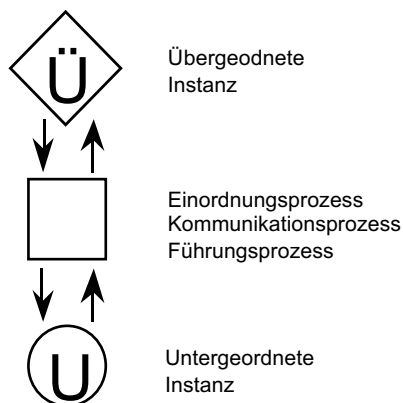 Ü
Übergeodnete
Instanz
Einordnungsprozess
Kommunikationsprozess
Führungsprozess
U
Untergeordnete
Instanz